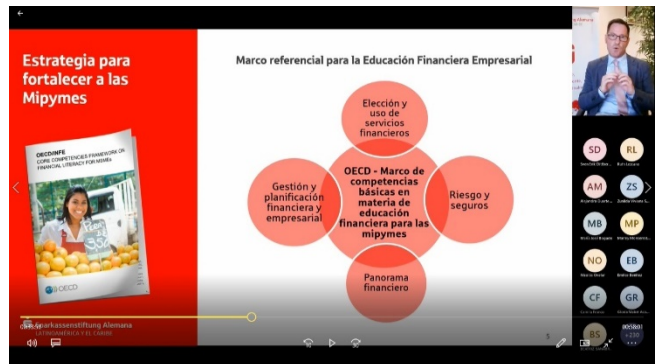 Estrategia para
fortalecer a las
Mipymes
OECD/INFE
CORE COMPETENCIES FRAMEWORK ON
FINANCIAL LITERACY FOR MSMEs
OECD
Marco referencial para la Educación Financiera Empresarial
Elección y
uso de
servicios
financieros
Gestión y
planificación
financiera y
empresarial
OECD - Marco de
competencias
básicas en
materia de
educación
financiera para las
mipymes
Riesgo y
seguros
Panorama
financiero
Sparkassenstiftung Alemana
LATINOAMÉRICA Y EL CARIBE
5
SD
RL
AM
ZS
MB
MP
NO
EB
CF
GR
BS
+230